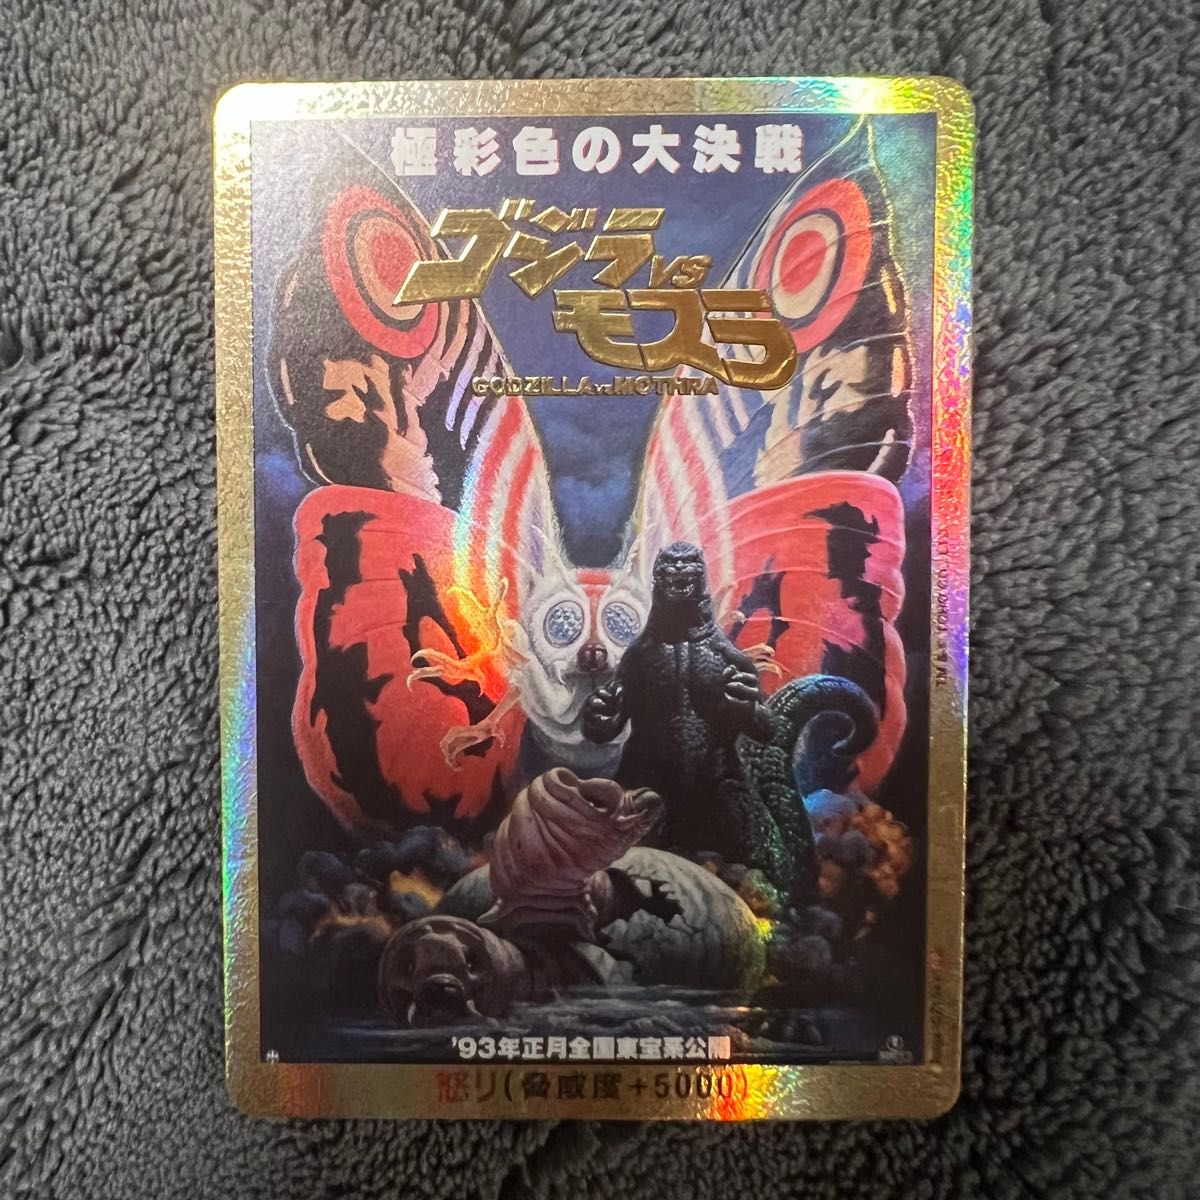 極彩色の大決戦
ゴジラVS
モスラ
GODZILLA vs. MOTHRA
'93年正月全国東宝系公開
怒り(脅威度+5000)